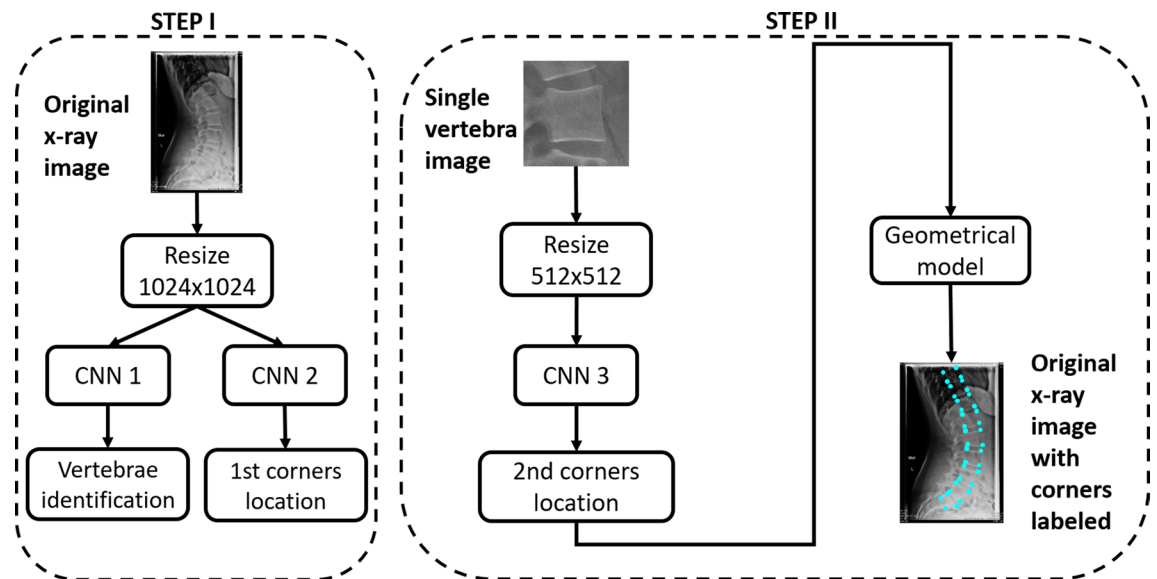 STEP I
Original
x-ray
image
Resize
1024x1024
CNN 1
CNN 2
Vertebrae
identification
1st corners
location
STEP II
Single
vertebra
image
Resize
512x512
CNN 3
2nd corners
location
Geometrical
model
Original
x-ray
image
with
corners
labeled